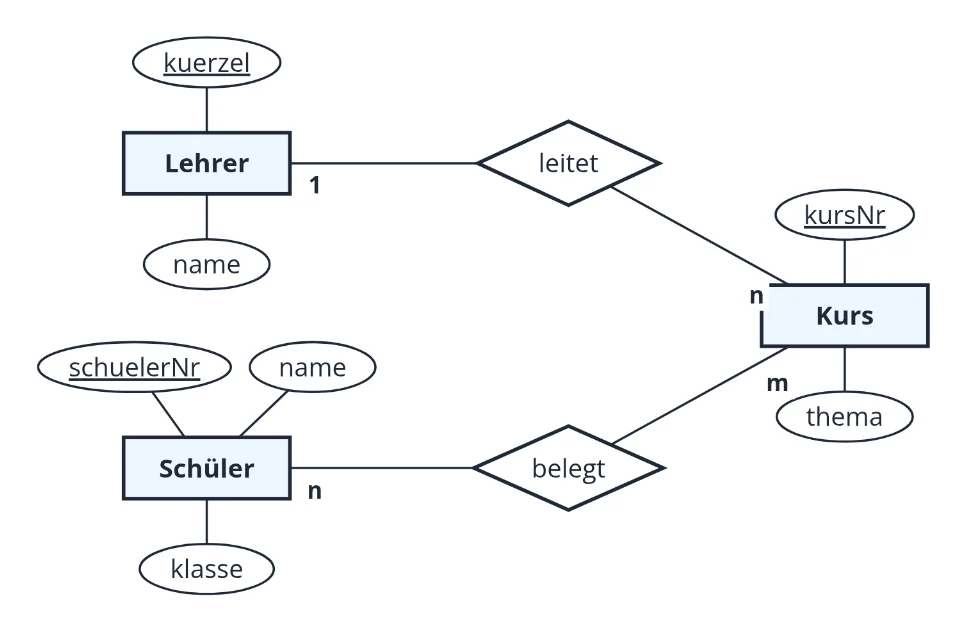 kuerzel
Lehrer
1
leitet
name
kursNr
n
Kurs
m
thema
schuelerNr
name
Schüler
n
belegt
klasse